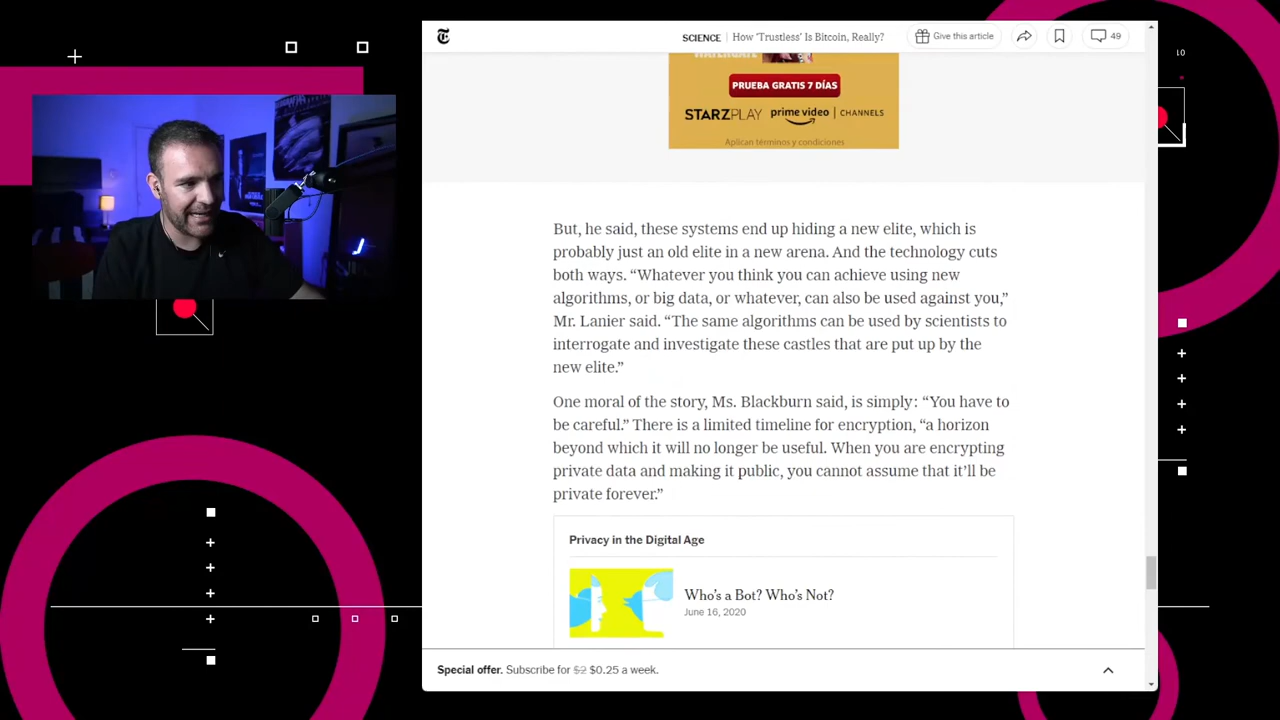 SCIENCE How 'Trustless' Is Bitcoin, Really?
Give this article
49
PRUEBA GRATIS 7 DÍAS
STARZPLAY prime video CHANNELS
Aplican términos y condiciones
But, he said, these systems end up hiding a new elite, which is
probably just an old elite in a new arena. And the technology cuts
both ways. “Whatever you think you can achieve using new
algorithms, or big data, or whatever, can also be used against you,”
Mr. Lanier said. “The same algorithms can be used by scientists to
interrogate and investigate these castles that are put up by the
new elite.”
One moral of the story, Ms. Blackburn said, is simply: “You have to
be careful.” There is a limited timeline for encryption, “a horizon
beyond which it will no longer be useful. When you are encrypting
private data and making it public, you cannot assume that it’ll be
private forever.”
Privacy in the Digital Age
Who’s a Bot? Who’s Not?
June 16, 2020
Special offer. Subscribe for $2 $0.25 a week.
10